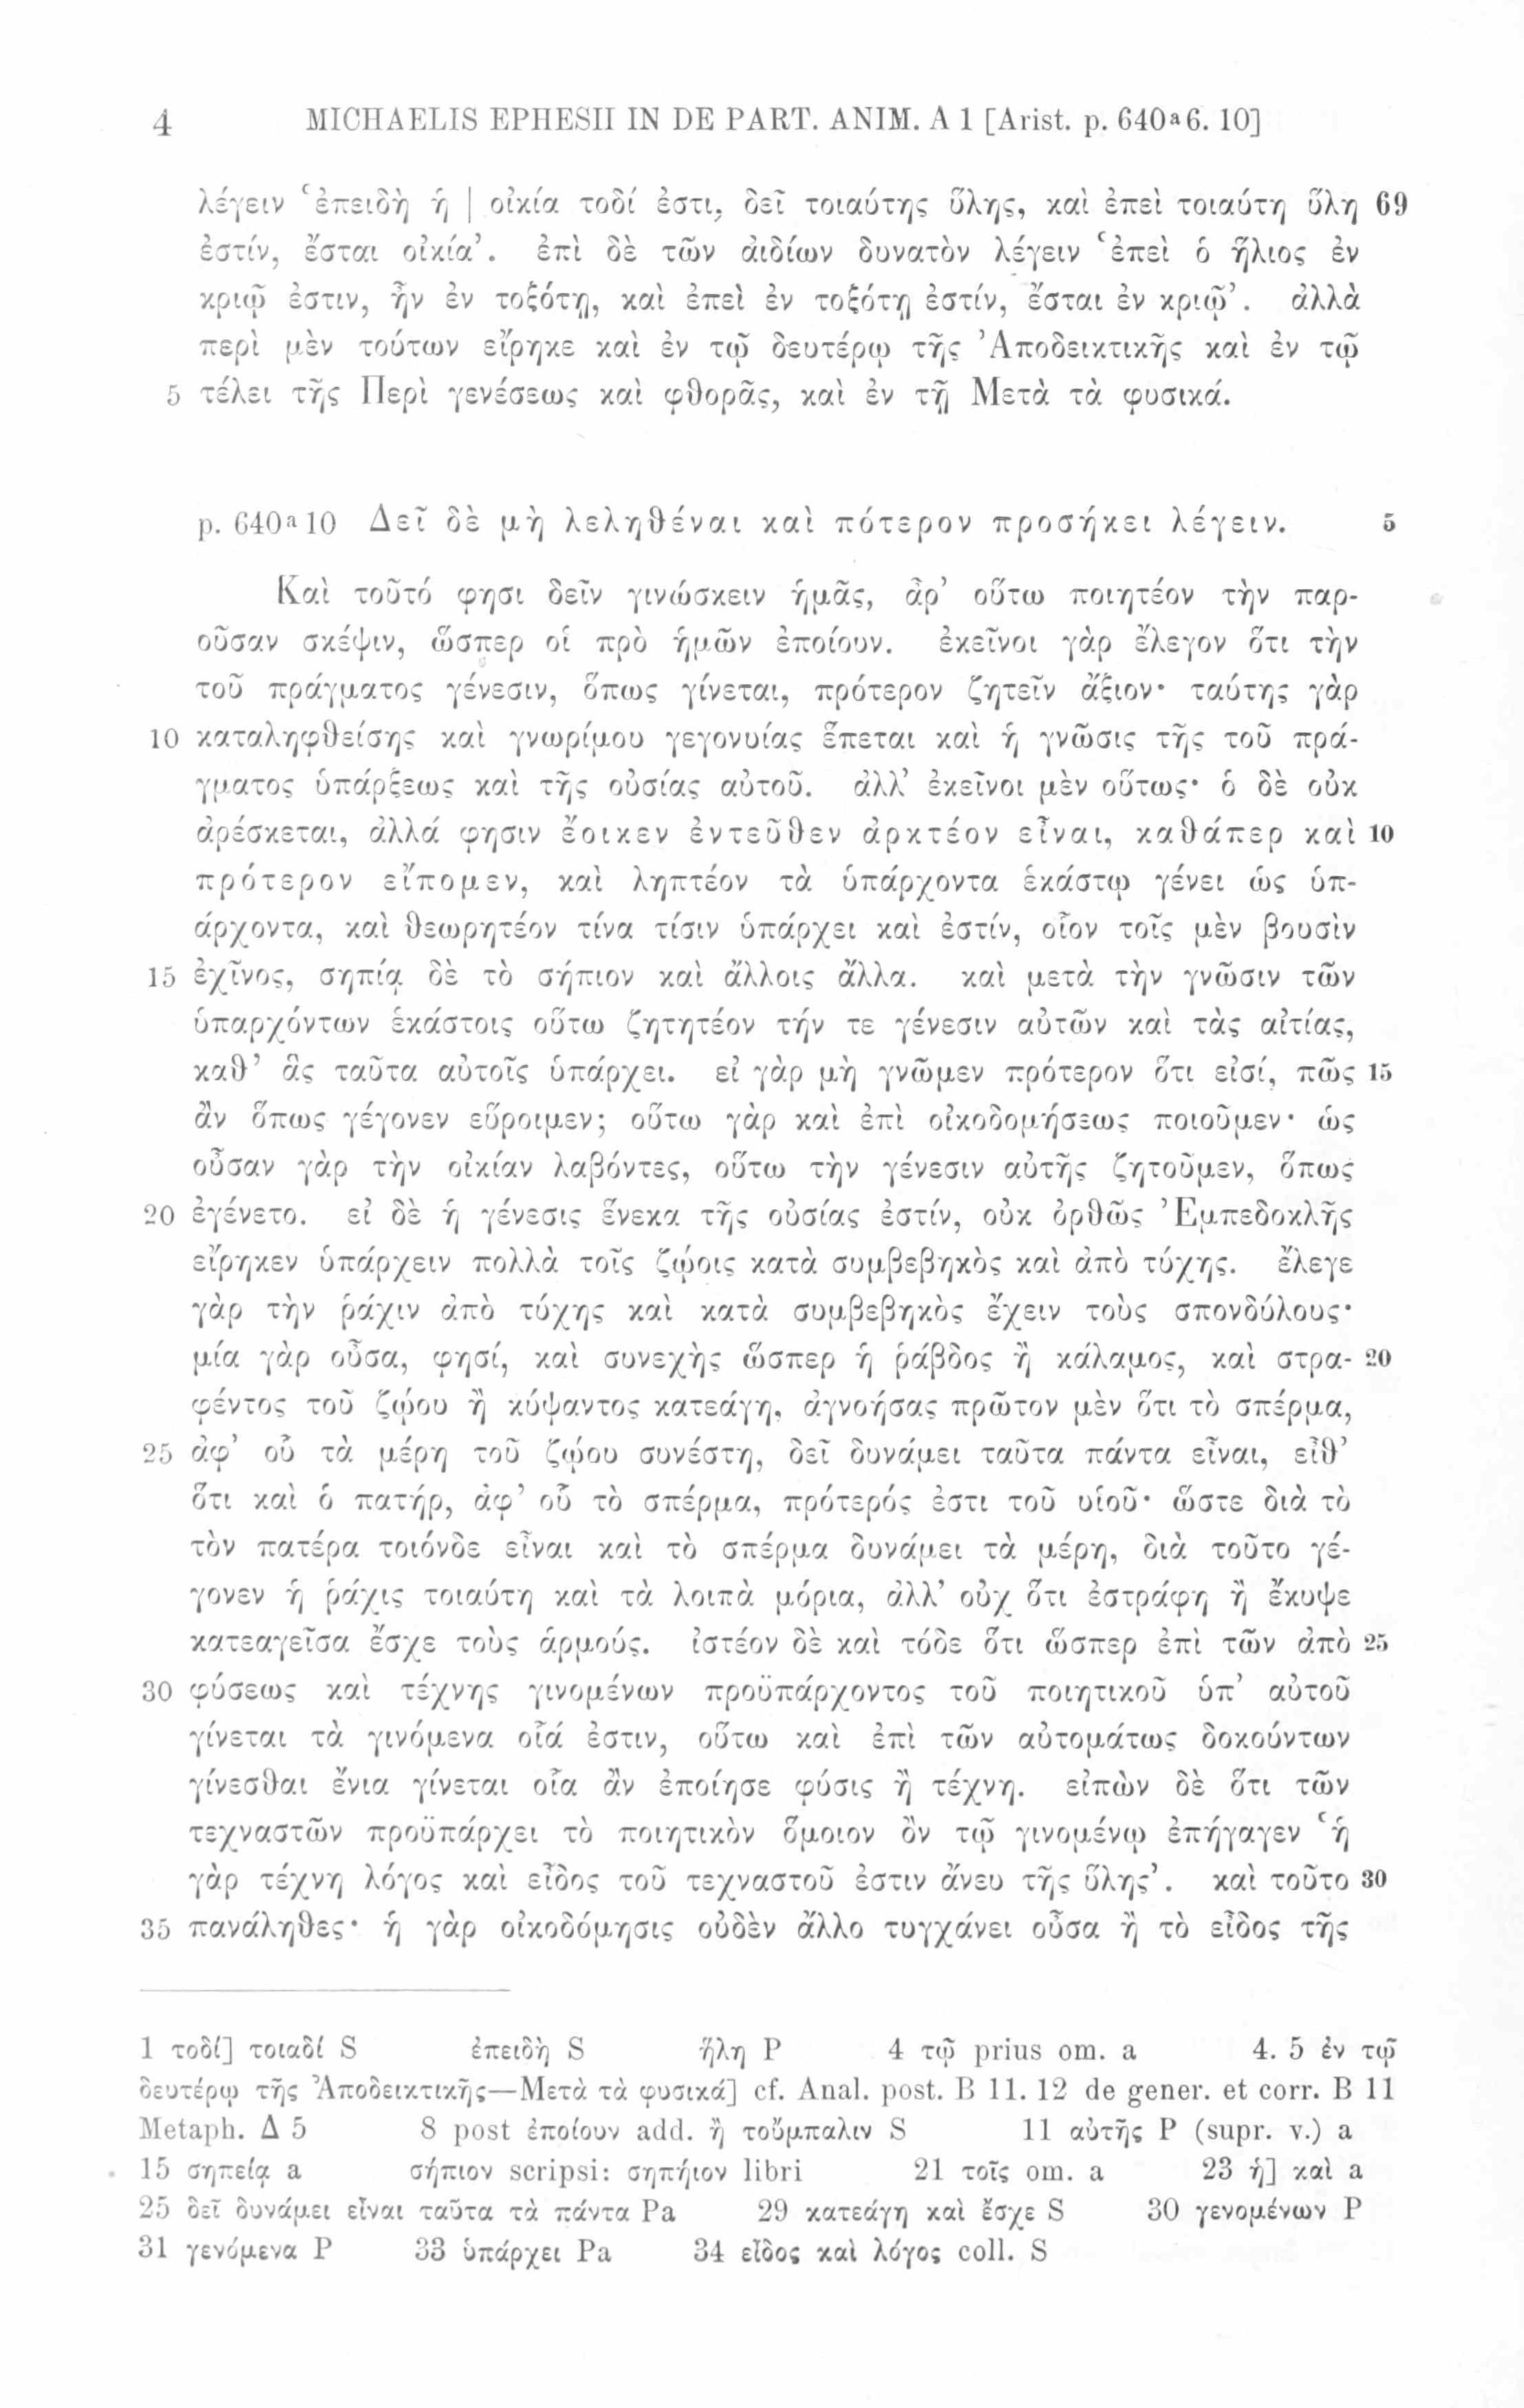 4 MICHAELIS EPHESII IN DE PART. ANIM. A 1 [Arist. p. 640a6. 10]
λέγειν ‘ἐπειδὴ ἡ | οἰκία τοδί ἐστι, δεῖ τοιαύτης ὕλης, καὶ ἐπεὶ τοιαύτη ὕλη 69
ἐστίν, ἔσται οἰκία’. ἐπὶ δὲ τῶν ἀιδίων δυνατὸν λέγειν ‘ἐπεὶ ὁ ἥλιος ἐν
κριῷ ἐστιν, ἦν ἐν τοξότῃ, καὶ ἐπεὶ ἐν τοξότῃ ἐστίν, ἔσται ἐν κριῷ’. ἀλλὰ
περὶ μὲν τούτων εἴρηκε καὶ ἐν τῷ δευτέρῳ τῆς Ἀποδεικτικῆς καὶ ἐν τῷ
5 τέλει τῆς Περὶ γενέσεως καὶ φθορᾶς, καὶ ἐν τῇ Μετὰ τὰ φυσικά.
p. 640a10 Δεῖ δὲ μὴ λεληθέναι καὶ πότερον προσήκει λέγειν. 5
Καὶ τοῦτό φησι δεῖν γινώσκειν ἡμᾶς, ἆρ’ οὕτω ποιητέον τὴν παρ-
οῦσαν σκέψιν, ὥσπερ οἱ πρὸ ἡμῶν ἐποίουν. ἐκεῖνοι γὰρ ἔλεγον ὅτι τὴν
τοῦ πράγματος γένεσιν, ὅπως γίνεται, πρότερον ζητεῖν ἄξιον· ταύτης γὰρ
10 καταληφθείσης καὶ γνωρίμου γεγονυίας ἕπεται καὶ ἡ γνῶσις τῆς τοῦ πρά-
γματος ὑπάρξεως καὶ τῆς οὐσίας αὐτοῦ. ἀλλ’ ἐκεῖνοι μὲν οὕτως· ὁ δὲ οὐκ
ἀρέσκεται, ἀλλά φησιν ἔοικεν ἐντεῦθεν ἀρκτέον εἶναι, καθάπερ καὶ 10
πρότερον εἴπομεν, καὶ ληπτέον τὰ ὑπάρχοντα ἑκάστῳ γένει ὡς ὑπ-
άρχοντα, καὶ θεωρητέον τίνα τίσιν ὑπάρχει καὶ ἐστίν, οἷον τοῖς μὲν βουσὶν
15 ἐχῖνος, σηπίᾳ δὲ τὸ σήπιον καὶ ἄλλοις ἄλλα. καὶ μετὰ τὴν γνῶσιν τῶν
ὑπαρχόντων ἑκάστοις οὕτω ζητητέον τήν τε γένεσιν αὐτῶν καὶ τὰς αἰτίας,
καθ’ ἃς ταῦτα αὐτοῖς ὑπάρχει. εἰ γὰρ μὴ γνῶμεν πρότερον ὅτι εἰσί, πῶς 15
ἂν ὅπως γέγονεν εὕροιμεν; οὕτω γὰρ καὶ ἐπὶ οἰκοδομήσεως ποιοῦμεν· ὡς
οὖσαν γὰρ τὴν οἰκίαν λαβόντες, οὕτω τὴν γένεσιν αὐτῆς ζητοῦμεν, ὅπως
20 ἐγένετο. εἰ δὲ ἡ γένεσις ἕνεκα τῆς οὐσίας ἐστίν, οὐκ ὀρθῶς Ἐμπεδοκλῆς
εἴρηκεν ὑπάρχειν πολλὰ τοῖς ζῴοις κατὰ συμβεβηκὸς καὶ ἀπὸ τύχης. ἔλεγε
γὰρ τὴν ῥάχιν ἀπὸ τύχης καὶ κατὰ συμβεβηκὸς ἔχειν τοὺς σπονδύλους·
μία γὰρ οὖσα, φησί, καὶ συνεχὴς ὥσπερ ἡ ῥάβδος ἢ κάλαμος, καὶ στρα- 20
φέντος τοῦ ζῴου ἢ κύψαντος κατεάγη, ἀγνοήσας πρῶτον μὲν ὅτι τὸ σπέρμα,
25 ἀφ’ οὗ τὰ μέρη τοῦ ζῴου συνέστη, δεῖ δυνάμει ταῦτα πάντα εἶναι, εἶθ’
ὅτι καὶ ὁ πατήρ, ἀφ’ οὗ τὸ σπέρμα, πρότερός ἐστι τοῦ υἱοῦ· ὥστε διὰ τὸ
τὸν πατέρα τοιόνδε εἶναι καὶ τὸ σπέρμα δυνάμει τὰ μέρη, διὰ τοῦτο γέ-
γονεν ἡ ῥάχις τοιαύτη καὶ τὰ λοιπὰ μόρια, ἀλλ’ οὐχ ὅτι ἐστράφη ἢ ἔκυψε
κατεαγεῖσα ἔσχε τοὺς ἁρμούς. ἰστέον δὲ καὶ τόδε ὅτι ὥσπερ ἐπὶ τῶν ἀπὸ 25
30 φύσεως καὶ τέχνης γινομένων προϋπάρχοντος τοῦ ποιητικοῦ ὑπ’ αὐτοῦ
γίνεται τὰ γινόμενα οἷά ἐστιν, οὕτω καὶ ἐπὶ τῶν αὐτομάτως δοκούντων
γίνεσθαι ἔνια γίνεται οἷα ἂν ἐποίησε φύσις ἢ τέχνη. εἰπὼν δὲ ὅτι τῶν
τεχναστῶν προϋπάρχει τὸ ποιητικὸν ὅμοιον ὂν τῷ γινομένῳ ἐπήγαγεν ‘ἡ
γὰρ τέχνη λόγος καὶ εἶδος τοῦ τεχναστοῦ ἐστιν ἄνευ τῆς ὕλης’. καὶ τοῦτο 30
35 πανάληθες· ἡ γὰρ οἰκοδόμησις οὐδὲν ἄλλο τυγχάνει οὖσα ἢ τὸ εἶδος τῆς
1 τοδί] τοιαδί S ἐπειδὴ S ἥλη P 4 τῷ prius om. a 4. 5 ἐν τῷ
δευτέρῳ τῆς Ἀποδεικτικῆς—Μετὰ τὰ φυσικά] cf. Anal. post. B 11. 12 de gener. et corr. B 11
Metaph. Δ 5 8 post ἐποίουν add. ἢ τοὔμπαλιν S 11 αὐτῆς P (supr. v.) a
15 σηπείᾳ a σήπιον scripsi: σηπήιον libri 21 τοῖς om. a 23 ἡ] καὶ a
25 δεῖ δυνάμει εἶναι ταῦτα τὰ πάντα Pa 29 κατεάγη καὶ ἔσχε S 30 γενομένων P
31 γενόμενα P 33 ὑπάρχει Pa 34 εἶδος καὶ λόγος coll. S